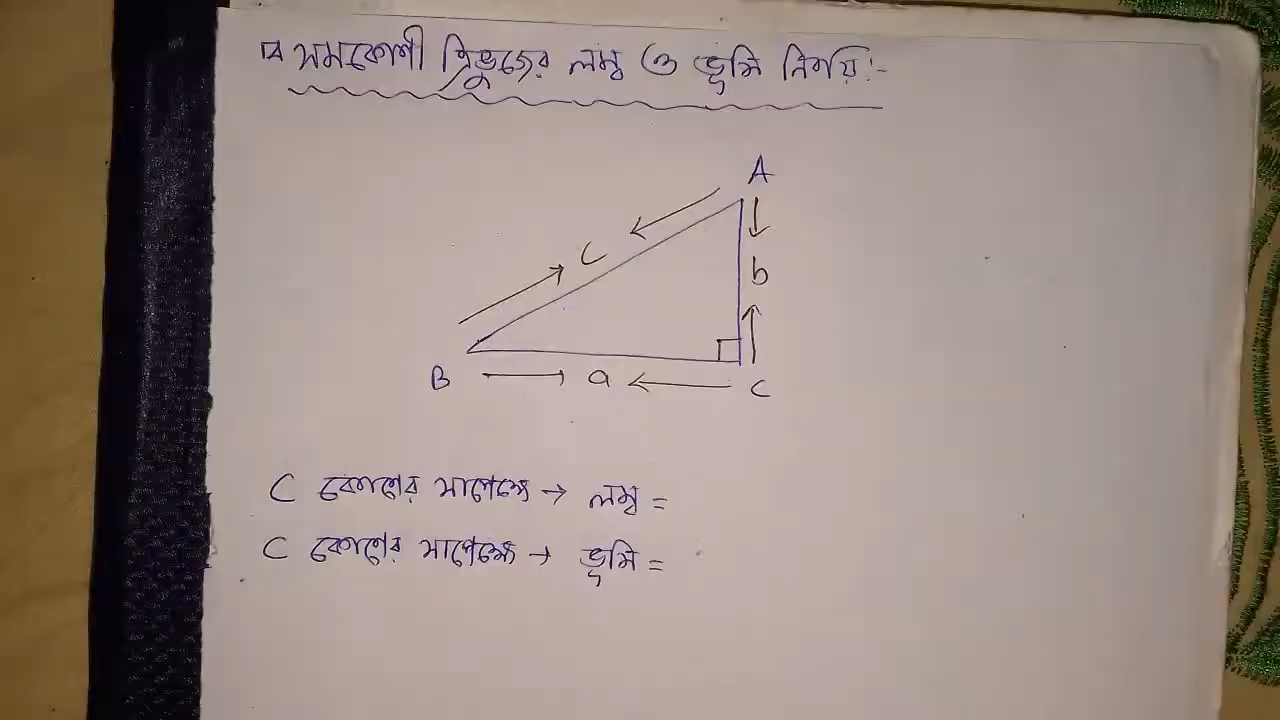 সমকোণী ত্রিভুজের লম্ব ও ভূমি নির্ণয়ঃ-
A
c
b
B
a
C
C কোণের সাপেক্ষে → লম্ব =
C কোণের সাপেক্ষে → ভূমি =